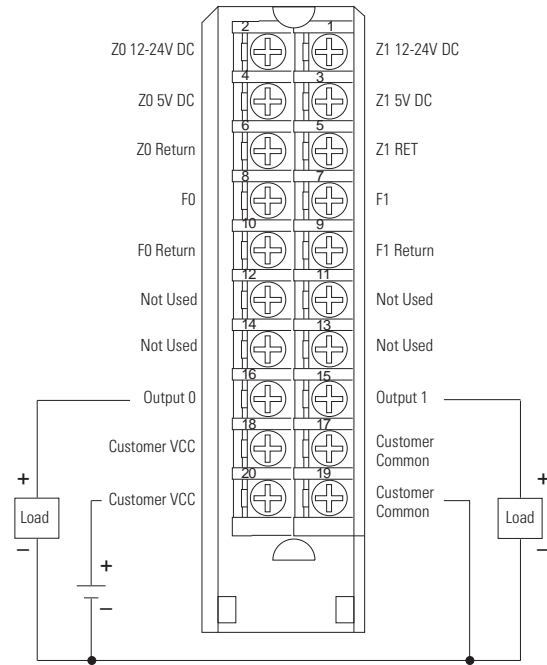 2 1
Z0 12-24V DC Z1 12-24V DC
4 3
Z0 5V DC Z1 5V DC
6 5
Z0 Return Z1 RET
8 7
F0 F1
10 9
F0 Return F1 Return
12 11
Not Used Not Used
14 13
Not Used Not Used
16 15
Output 0 Output 1
18 17
Customer VCC Customer
Common
20 19
+ Customer VCC Customer +
Load Common Load
– –
+
–